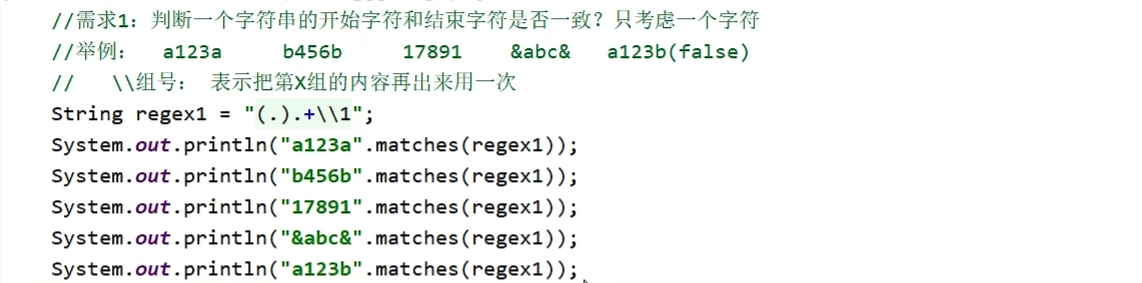 //需求1：判断一个字符串的开始字符和结束字符是否一致？只考虑一个字符
//举例： a123a b456b 17891 &abc& a123b(false)
// \\组号： 表示把第X组的内容再出来用一次
String regex1 = "(.).+\\1";
System.out.println("a123a".matches(regex1));
System.out.println("b456b".matches(regex1));
System.out.println("17891".matches(regex1));
System.out.println("&abc&".matches(regex1));
System.out.println("a123b".matches(regex1));